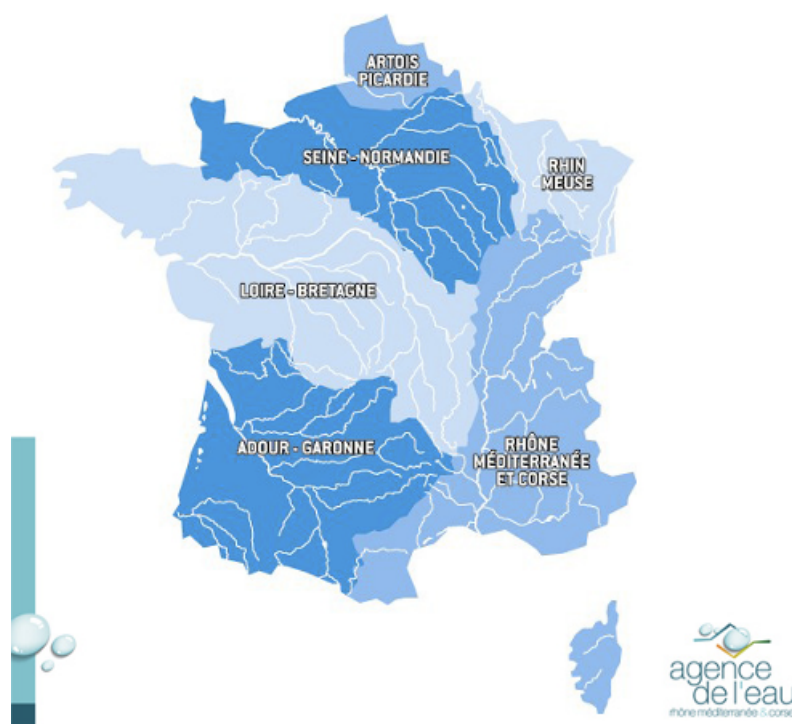 ARTOIS
PICARDIE
SEINE - NORMANDIE
RHIN
MEUSE
LOIRE - BRETAGNE
ADOUR - GARONNE
RHÔNE
MÉDITERRANÉE
ET CORSE
agence
de l'eau
rhône méditerranée & corse